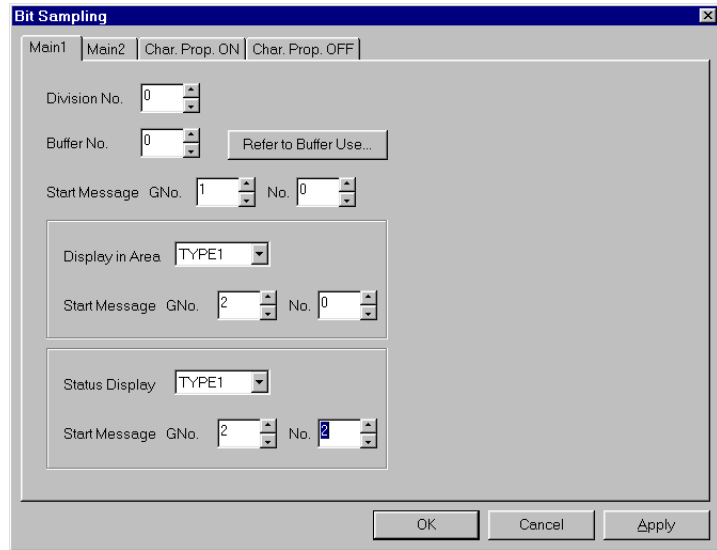 Bit Sampling
Main1 Main2 Char. Prop. ON Char. Prop. OFF
Division No. 0
Buffer No. 0 Refer to Buffer Use...
Start Message GNo. 1 No. 0
Display in Area TYPE1
Start Message GNo. 2 No. 0
Status Display TYPE1
Start Message GNo. 2 No. 2
OK Cancel Apply